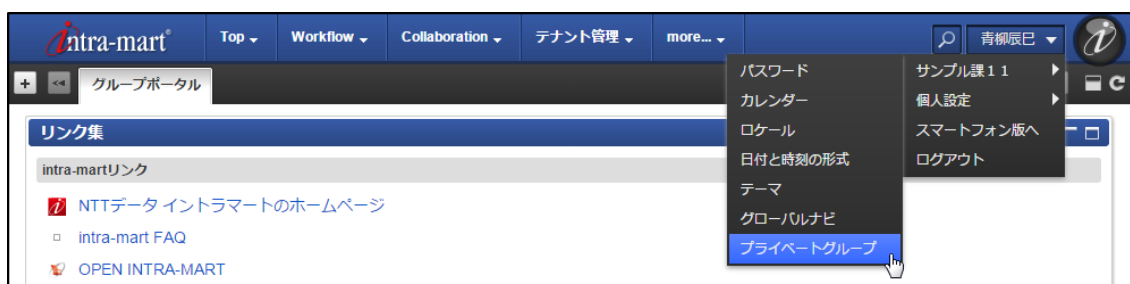 intra-mart® Top Workflow Collaboration テナント管理 more... 青柳辰巳
グループポータル
パスワード
カレンダー
ロケール
日付と時刻の形式
テーマ
グローバルナビ
プライベートグループ
サンプル課11
個人設定
スマートフォン版へ
ログアウト
リンク集
intra-martリンク
NTTデータ イントラマートのホームページ
intra-mart FAQ
OPEN INTRA-MART